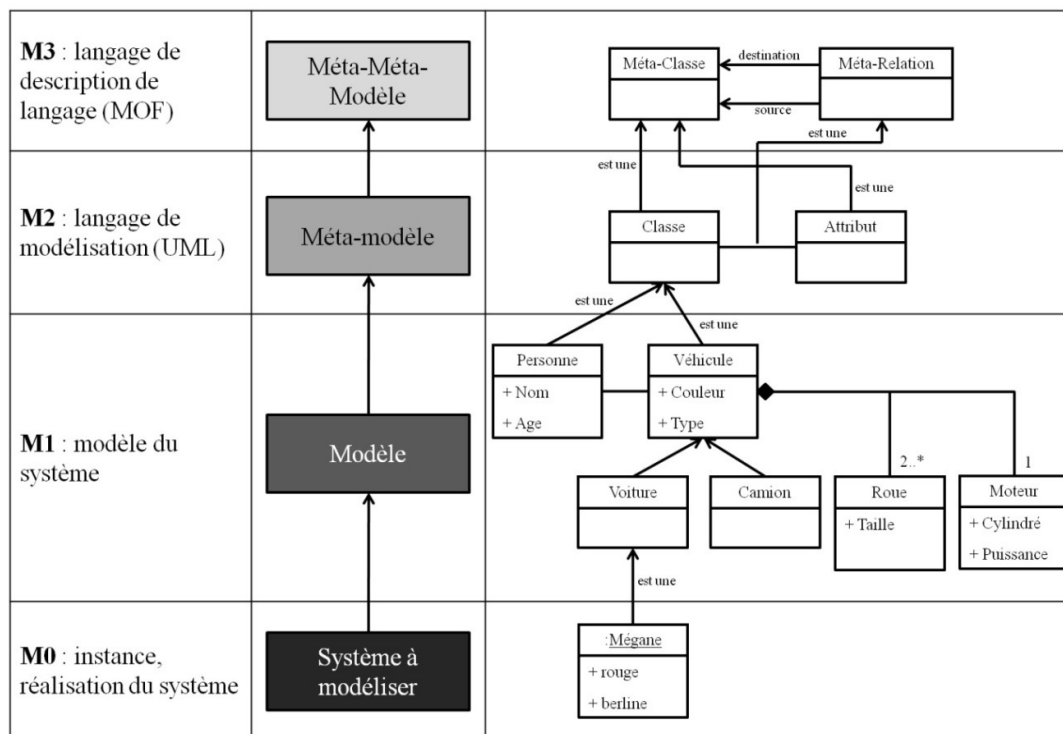 M3 : langage de
description de
langage (MOF)
Méta-Méta-
Modèle
Méta-Classe
destination
Méta-Relation
source
est une
est une
est une
M2 : langage de
modélisation (UML)
Méta-modèle
Classe
Attribut
est une
est une
M1 : modèle du
système
Modèle
Personne
+ Nom
+ Age
Véhicule
+ Couleur
+ Type
2..*
1
Voiture
Camion
Roue
+ Taille
Moteur
+ Cylindré
+ Puissance
est une
M0 : instance,
réalisation du système
Système à
modéliser
:Mégane
+ rouge
+ berline